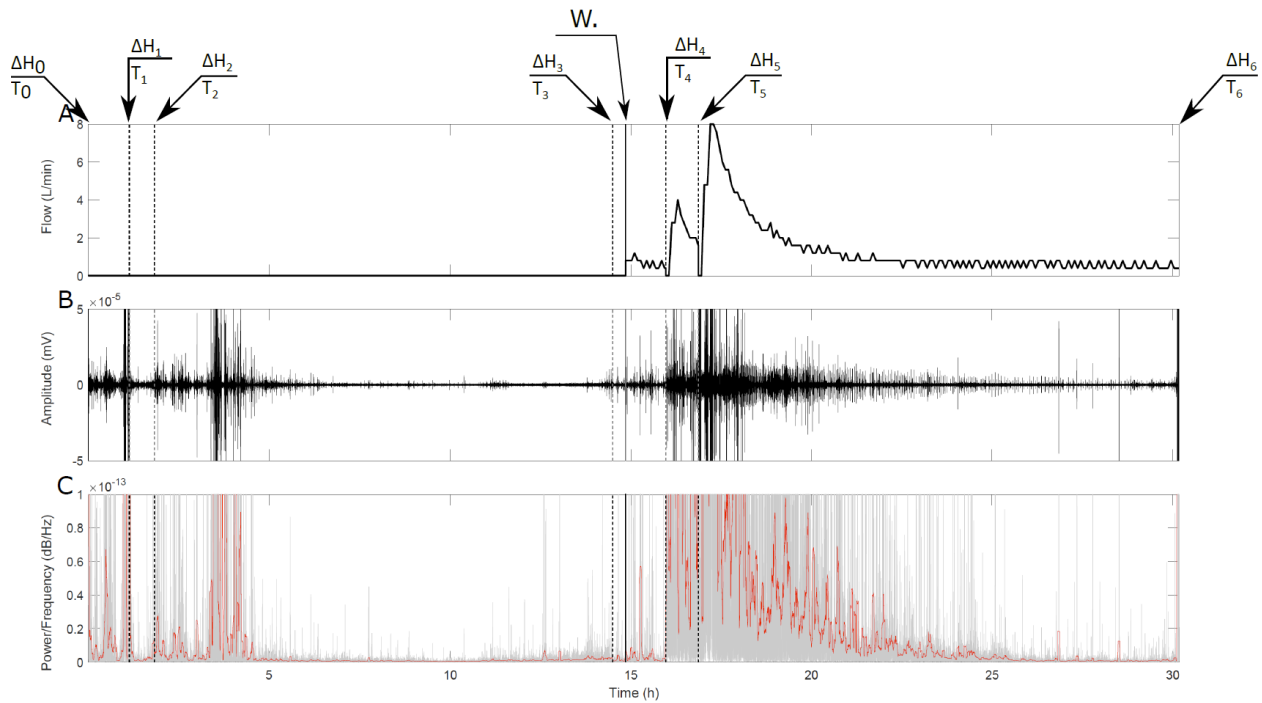 W.
ΔH₀ ΔH₁ ΔH₂ ΔH₃ ΔH₄ ΔH₅ ΔH₆
T₀ T₁ T₂ T₃ T₄ T₅ T₆
A
8
6
4
2
0
Flow (L/min)
B
×10⁻⁵
5
0
-5
Amplitude (mV)
C
×10⁻¹³
1
0.8
0.6
0.4
0.2
0
Power/Frequency (dB/Hz)
5 10 15 20 25 30
Time (h)